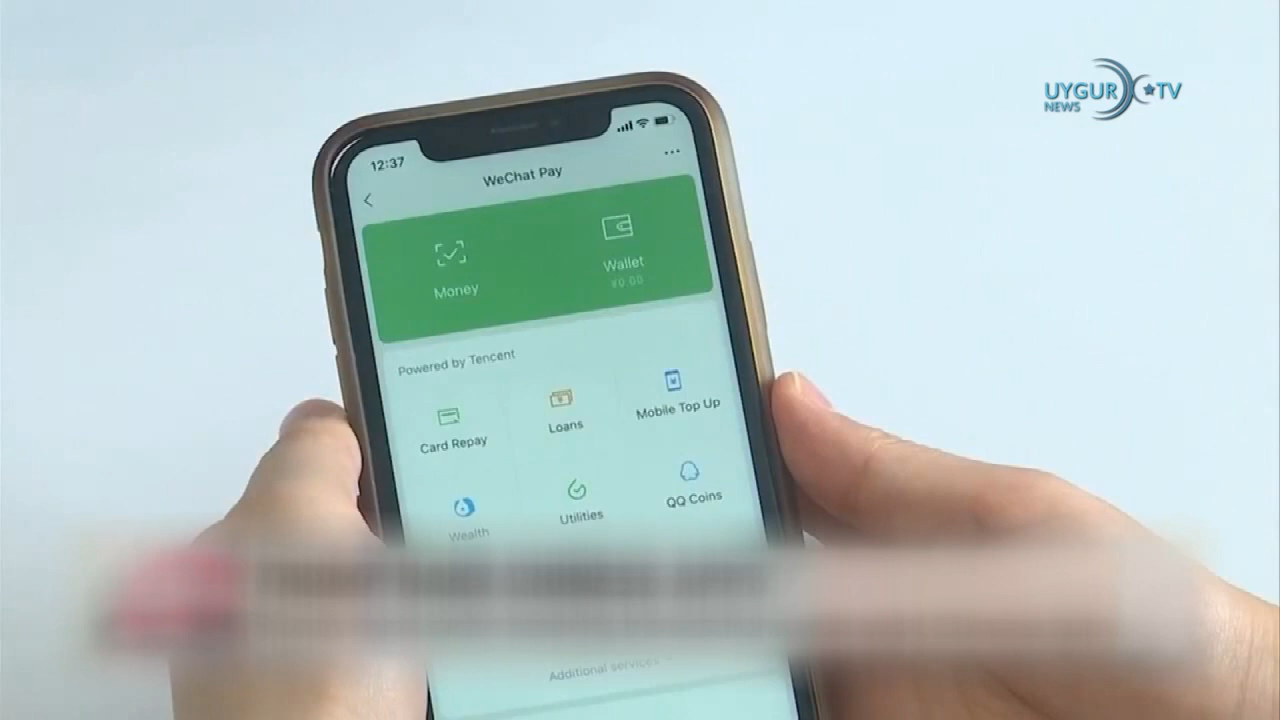 UYGUR TV
NEWS
12:37
WeChat Pay
Money
Wallet
¥0.00
Powered by Tencent
Card Repay
Loans
Mobile Top Up
Wealth
Utilities
QQ Coins
Additional services